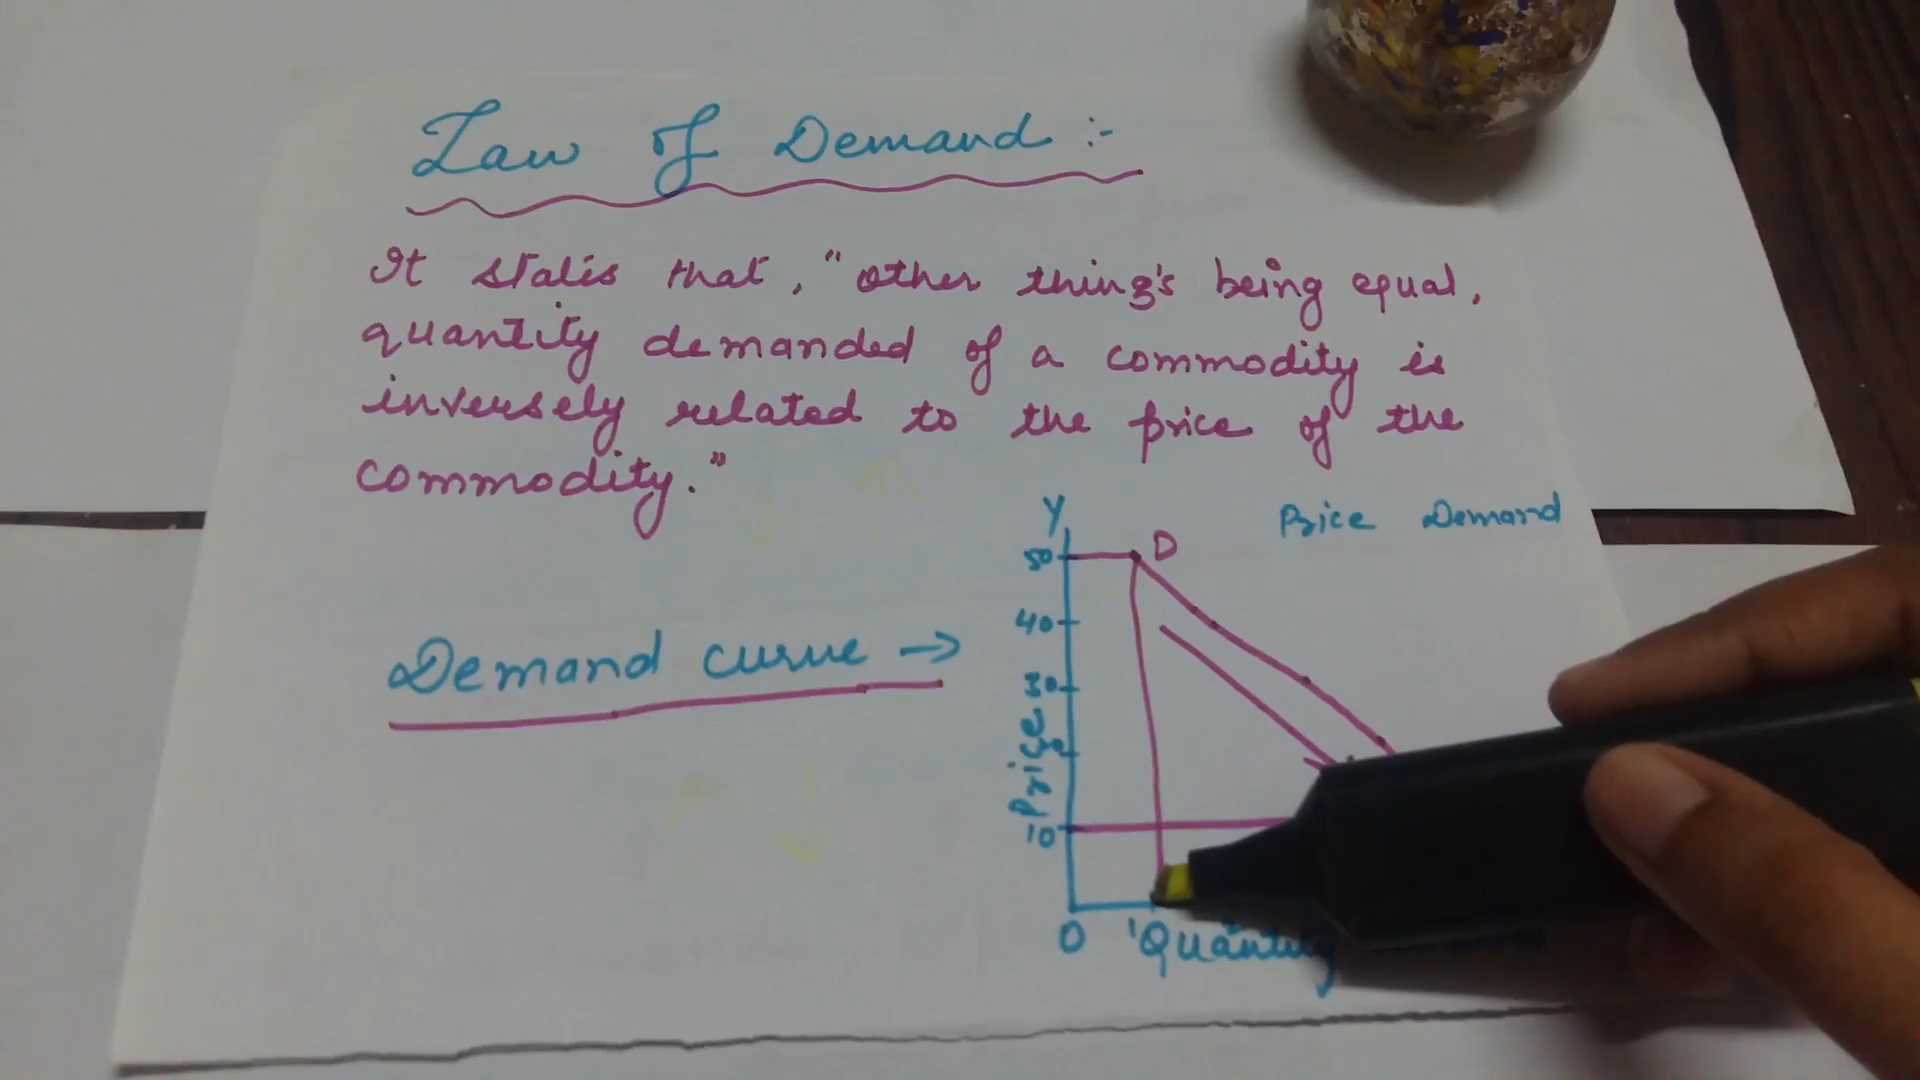 Law of Demand :-
It states that, "other thing's being equal,
quantity demanded of a commodity is
inversely related to the price of the
commodity."
Y
Price Demand
50
D
40
Demand curve →
30
Price
10
0
Quantity